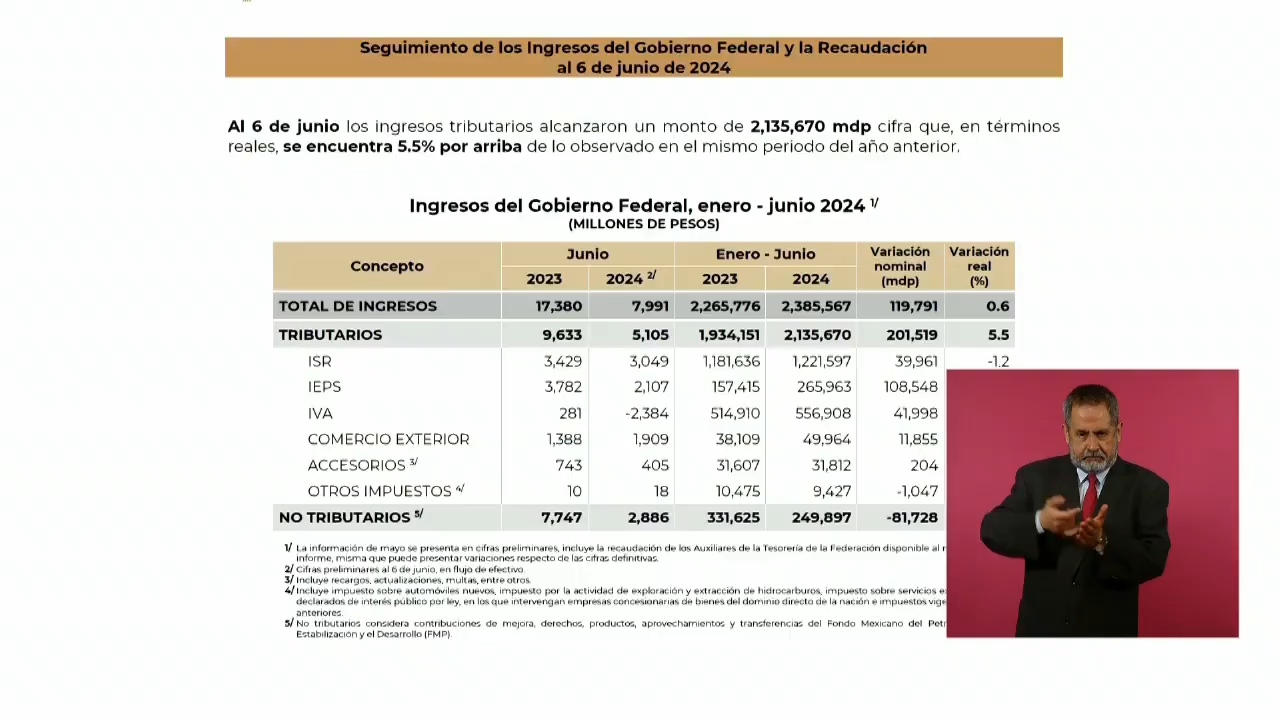 Seguimiento de los Ingresos del Gobierno Federal y la Recaudación
al 6 de junio de 2024
Al 6 de junio los ingresos tributarios alcanzaron un monto de 2,135,670 mdp cifra que, en términos
reales, se encuentra 5.5% por arriba de lo observado en el mismo periodo del año anterior.
Ingresos del Gobierno Federal, enero - junio 2024 1/
(MILLONES DE PESOS)
Concepto Junio Enero - Junio Variación nominal (mdp) Variación real (%)
2023 2024 2/ 2023 2024
TOTAL DE INGRESOS 17,380 7,991 2,265,776 2,385,567 119,791 0.6
TRIBUTARIOS 9,633 5,105 1,934,151 2,135,670 201,519 5.5
ISR 3,429 3,049 1,181,636 1,221,597 39,961 -1.2
IEPS 3,782 2,107 157,415 265,963 108,548
IVA 281 -2,384 514,910 556,908 41,998
COMERCIO EXTERIOR 1,388 1,909 38,109 49,964 11,855
ACCESORIOS 3/ 743 405 31,607 31,812 204
OTROS IMPUESTOS 4/ 10 18 10,475 9,427 -1,047
NO TRIBUTARIOS 5/ 7,747 2,886 331,625 249,897 -81,728
1/ La información de mayo se presenta en cifras preliminares, incluye la recaudación de los Auxiliares de la Tesorería de la Federación disponible al
informe, misma que puede presentar variaciones respecto de las cifras definitivas.
2/ Cifras preliminares al 6 de junio, en flujo de efectivo.
3/ Incluye recargos, actualizaciones, multas, entre otros.
4/ Incluye impuesto sobre automóviles nuevos, impuesto por la actividad de exploración y extracción de hidrocarburos, impuesto sobre servicios
declarados de interés público por ley, en los que intervengan empresas concesionarias de bienes del dominio directo de la nación e impuestos
anteriores.
5/ No tributarios considera contribuciones de mejora, derechos, productos, aprovechamientos y transferencias del Fondo Mexicano del
Estabilización y el Desarrollo (FMP).